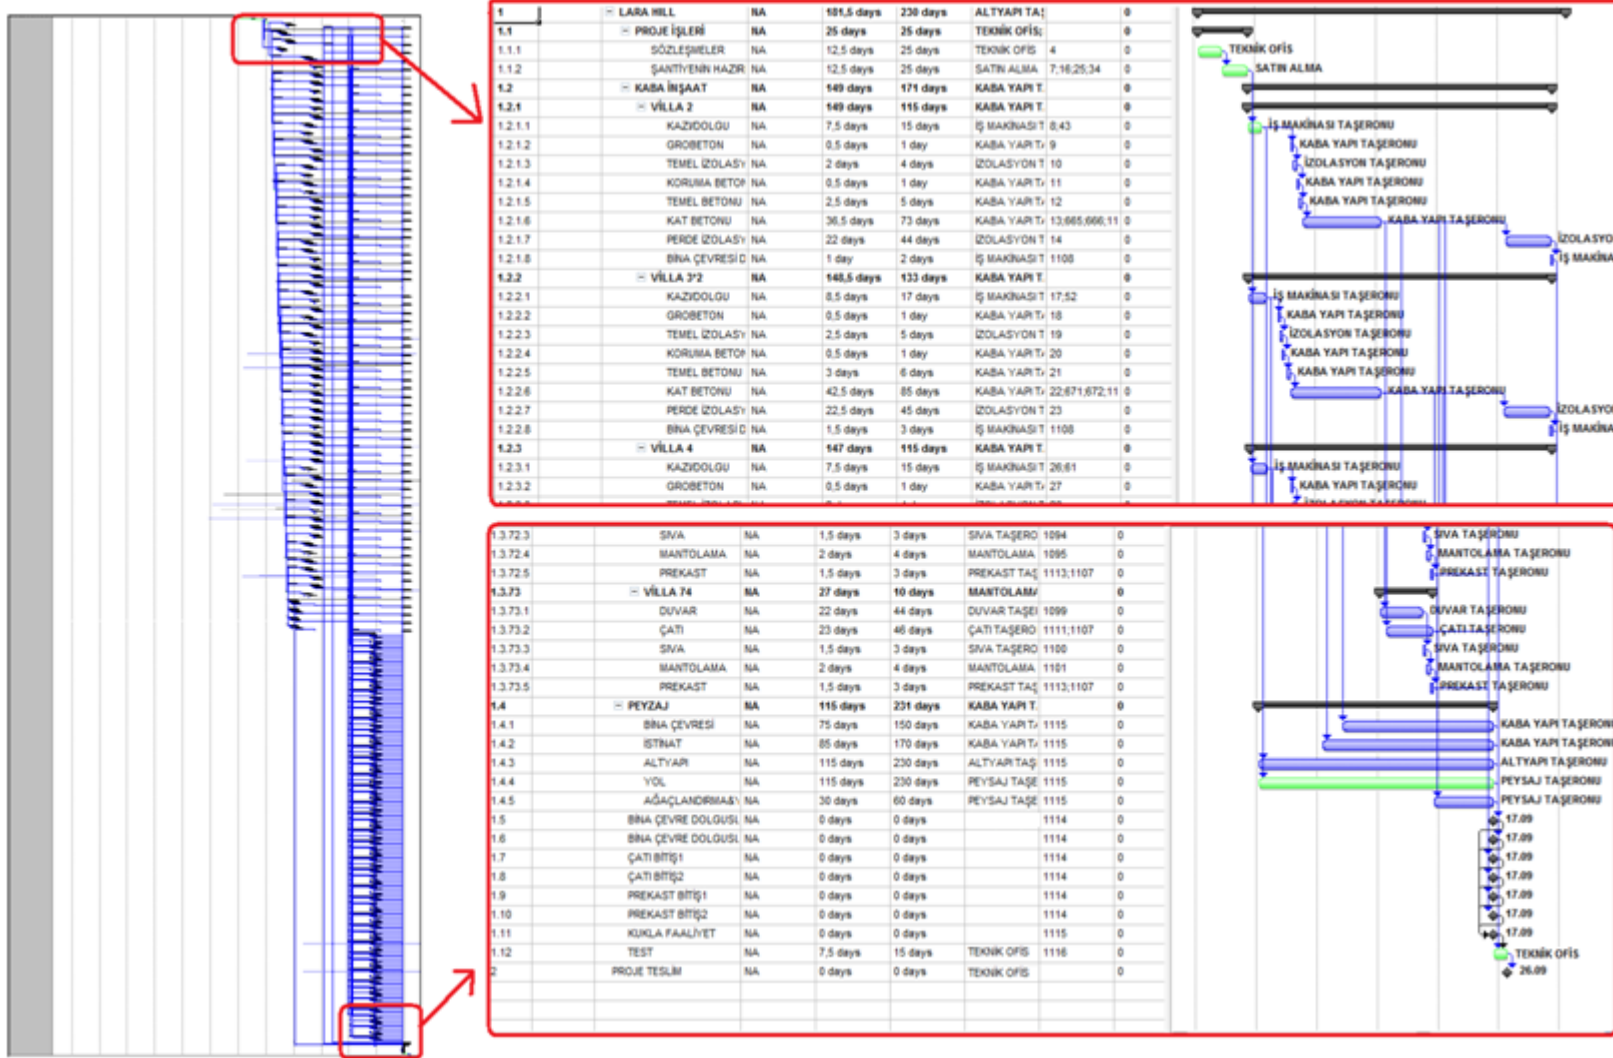 1 LARA HILL NA 181,5 days 230 days ALTYAPI TAŞ 0
1.1 PROJE İŞLERİ NA 25 days 25 days TEKNİK OFİS; 0
1.1.1 SÖZLEŞMELER NA 12,5 days 25 days TEKNİK OFİS 4 0 TEKNİK OFİS
1.1.2 ŞANTİYENİN HAZIR NA 12,5 days 25 days SATIN ALMA 7;16;25;34 0 SATIN ALMA
1.2 KABA İNŞAAT NA 149 days 171 days KABA YAPI T. 0
1.2.1 VİLLA 2 NA 149 days 115 days KABA YAPI T. 0
1.2.1.1 KAZI/DOLGU NA 7,5 days 15 days İŞ MAKİNASI T 8;43 0 İŞ MAKİNASI TAŞERONU
1.2.1.2 GROBETON NA 0,5 days 1 day KABA YAPI TA 9 0 KABA YAPI TAŞERONU
1.2.1.3 TEMEL İZOLASY NA 2 days 4 days İZOLASYON T 10 0 İZOLASYON TAŞERONU
1.2.1.4 KORUMA BETON NA 0,5 days 1 day KABA YAPI TA 11 0 KABA YAPI TAŞERONU
1.2.1.5 TEMEL BETONU NA 2,5 days 5 days KABA YAPI TA 12 0 KABA YAPI TAŞERONU
1.2.1.6 KAT BETONU NA 36,5 days 73 days KABA YAPI TA 13;665;666;11 0 KABA YAPI TAŞERONU
1.2.1.7 PERDE İZOLASY NA 22 days 44 days İZOLASYON T 14 0 İZOLASYO
1.2.1.8 BİNA ÇEVRESİ D NA 1 day 2 days İŞ MAKİNASI T 1108 0 İŞ MAKİNA
1.2.2 VİLLA 3*2 NA 148,5 days 133 days KABA YAPI T. 0
1.2.2.1 KAZI/DOLGU NA 8,5 days 17 days İŞ MAKİNASI T 17;52 0 İŞ MAKİNASI TAŞERONU
1.2.2.2 GROBETON NA 0,5 days 1 day KABA YAPI TA 18 0 KABA YAPI TAŞERONU
1.2.2.3 TEMEL İZOLASY NA 2,5 days 5 days İZOLASYON T 19 0 İZOLASYON TAŞERONU
1.2.2.4 KORUMA BETON NA 0,5 days 1 day KABA YAPI TA 20 0 KABA YAPI TAŞERONU
1.2.2.5 TEMEL BETONU NA 3 days 6 days KABA YAPI TA 21 0 KABA YAPI TAŞERONU
1.2.2.6 KAT BETONU NA 42,5 days 85 days KABA YAPI TA 22;671;672;11 0 KABA YAPI TAŞERONU
1.2.2.7 PERDE İZOLASY NA 22,5 days 45 days İZOLASYON T 23 0 İZOLASYO
1.2.2.8 BİNA ÇEVRESİ D NA 1,5 days 3 days İŞ MAKİNASI T 1108 0 İŞ MAKİNA
1.2.3 VİLLA 4 NA 147 days 115 days KABA YAPI T. 0
1.2.3.1 KAZI/DOLGU NA 7,5 days 15 days İŞ MAKİNASI T 26;61 0 İŞ MAKİNASI TAŞERONU
1.2.3.2 GROBETON NA 0,5 days 1 day KABA YAPI TA 27 0 KABA YAPI TAŞERONU
1.3.72.3 SIVA NA 1,5 days 3 days SIVA TAŞERO 1094 0 SIVA TAŞERONU
1.3.72.4 MANTOLAMA NA 2 days 4 days MANTOLAMA 1095 0 MANTOLAMA TAŞERONU
1.3.72.5 PREKAST NA 1,5 days 3 days PREKAST TAŞ 1113;1107 0 PREKAST TAŞERONU
1.3.73 VİLLA 74 NA 27 days 10 days MANTOLAMA 0
1.3.73.1 DUVAR NA 22 days 44 days DUVAR TAŞEI 1099 0 DUVAR TAŞERONU
1.3.73.2 ÇATI NA 23 days 46 days ÇATI TAŞERO 1111;1107 0 ÇATI TAŞERONU
1.3.73.3 SIVA NA 1,5 days 3 days SIVA TAŞERO 1100 0 SIVA TAŞERONU
1.3.73.4 MANTOLAMA NA 2 days 4 days MANTOLAMA 1101 0 MANTOLAMA TAŞERONU
1.3.73.5 PREKAST NA 1,5 days 3 days PREKAST TAŞ 1113;1107 0 PREKAST TAŞERONU
1.4 PEYZAJ NA 115 days 231 days KABA YAPI T. 0
1.4.1 BİNA ÇEVRESİ NA 75 days 150 days KABA YAPI TA 1115 0 KABA YAPI TAŞERONU
1.4.2 İSTİNAT NA 85 days 170 days KABA YAPI TA 1115 0 KABA YAPI TAŞERONU
1.4.3 ALTYAPI NA 115 days 230 days ALTYAPI TAŞ 1115 0 ALTYAPI TAŞERONU
1.4.4 YOL NA 115 days 230 days PEYSAJ TAŞE 1115 0 PEYSAJ TAŞERONU
1.4.5 AĞAÇLANDIRMA&Y NA 30 days 60 days PEYSAJ TAŞE 1115 0 PEYSAJ TAŞERONU
1.5 BİNA ÇEVRE DOLGUSU NA 0 days 0 days 1114 0 17.09
1.6 BİNA ÇEVRE DOLGUSU NA 0 days 0 days 1114 0 17.09
1.7 ÇATI BİTİŞ1 NA 0 days 0 days 1114 0 17.09
1.8 ÇATI BİTİŞ2 NA 0 days 0 days 1114 0 17.09
1.9 PREKAST BİTİŞ1 NA 0 days 0 days 1114 0 17.09
1.10 PREKAST BİTİŞ2 NA 0 days 0 days 1114 0 17.09
1.11 KUKLA FAALİYET NA 0 days 0 days 1115 0 17.09
1.12 TEST NA 7,5 days 15 days TEKNİK OFİS 1116 0 TEKNİK OFİS
2 PROJE TESLİM NA 0 days 0 days TEKNİK OFİS 0 26.09